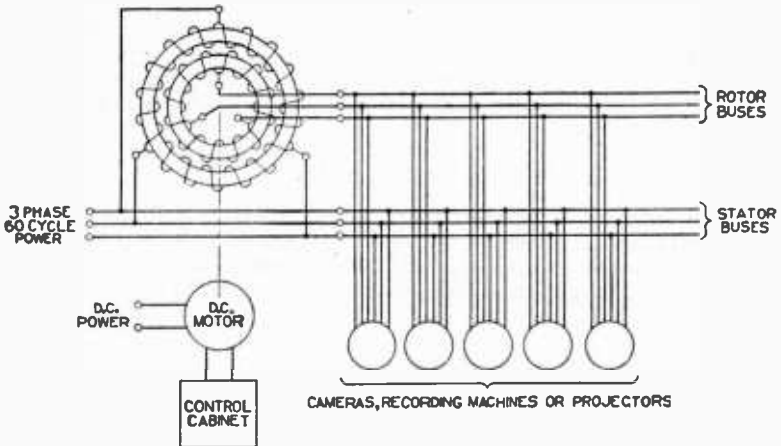 ROTOR
BUSES
3 PHASE
60 CYCLE
POWER
STATOR
BUSES
D.C.
POWER
D.C.
MOTOR
CONTROL
CABINET
CAMERAS, RECORDING MACHINES OR PROJECTORS